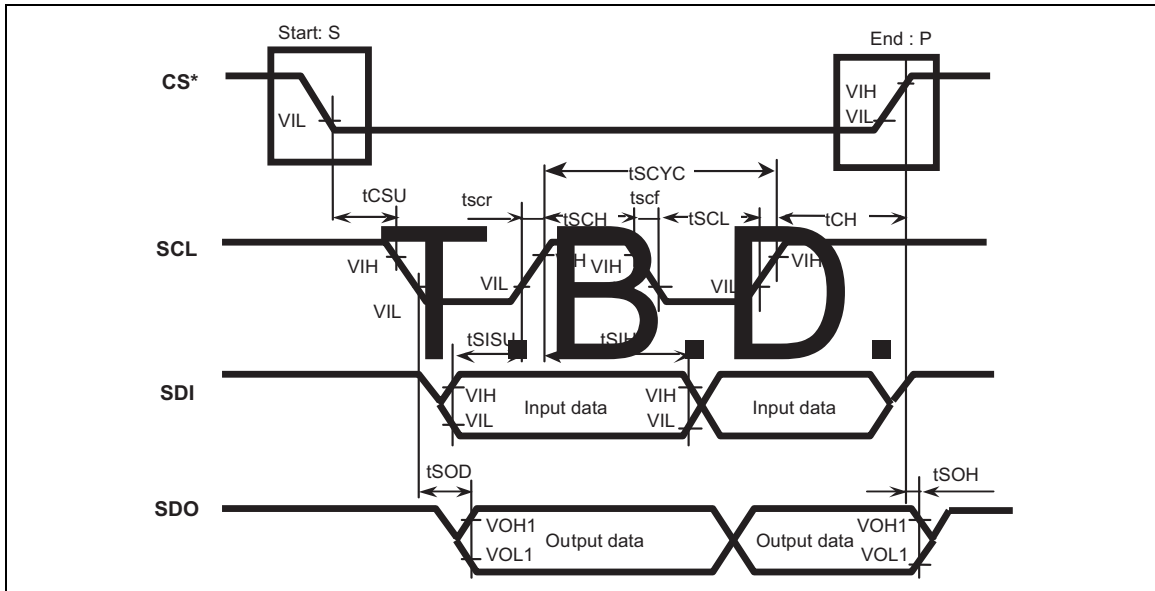 Start: S
End : P
CS*
VIL
VIH
VIL
tSCYC
tCSU
tscr
tSCH
tscf
tSCL
tCH
SCL
VIH
VIL
VIL
VIH
VIH
VIL
VIH
T.B.D.
tSISU
tSIH
SDI
VIH
VIL
Input data
VIH
VIL
Input data
tSOD
tSOH
SDO
VOH1
VOL1
Output data
Output data
VOH1
VOL1